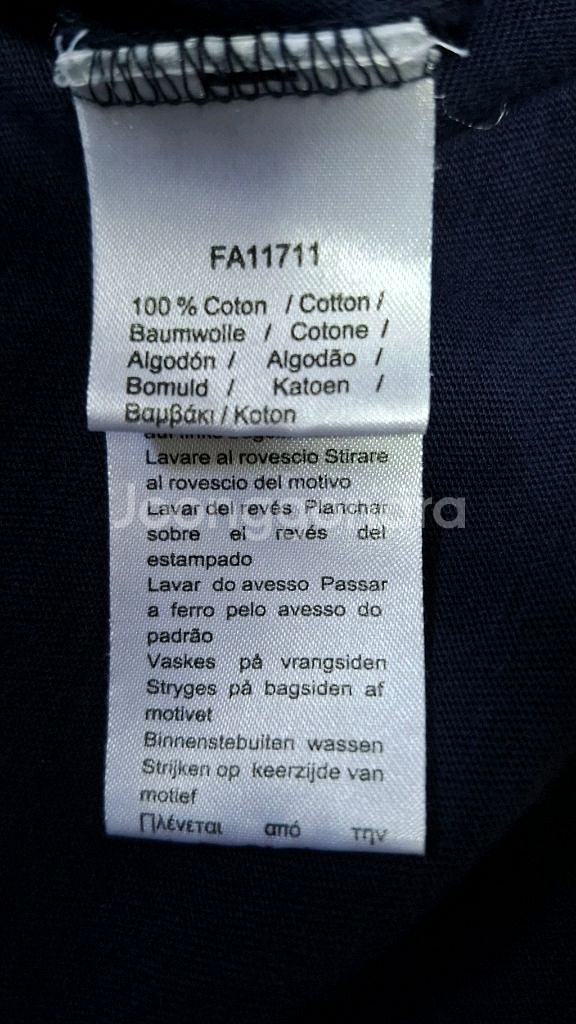 FA11711
100 % Coton / Cotton /
Baumwolle / Cotone /
Algodón / Algodão /
Bomuld / Katoen /
Βαμβάκι / Koton
auf links
Lavare al rovescio Stirare
al rovescio del motivo
Lavar del revés Planchar
sobre el revés del
estampado
Lavar do avesso Passar
a ferro pelo avesso do
padrão
Vaskes på vrangsiden
Stryges på bagsiden af
motivet
Binnenstebuiten wassen
Strijken op keerzijde van
motief
Πλένεται από την